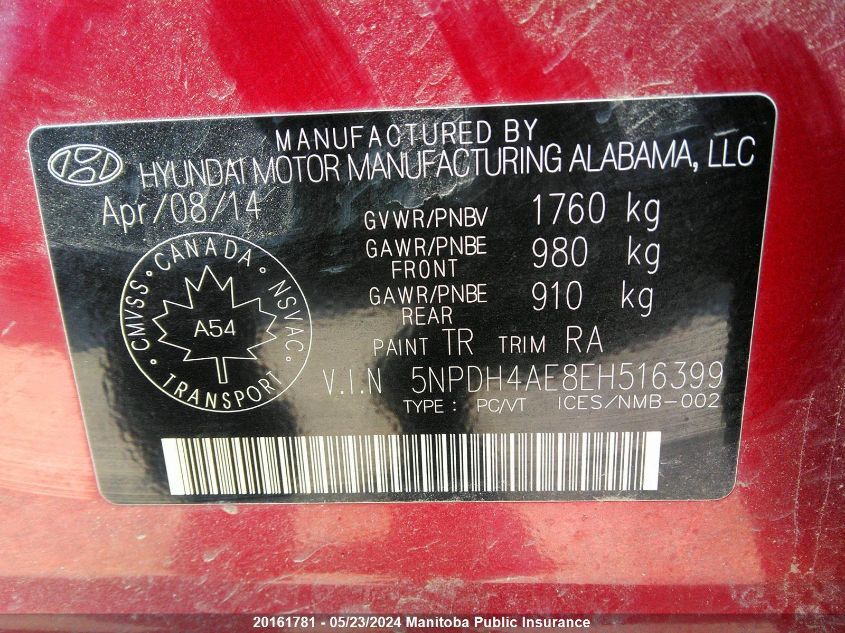 MANUFACTURED BY
HYUNDAI MOTOR MANUFACTURING ALABAMA, LLC
Apr/08/14
GVWR/PNBV 1760 kg
GAWR/PNBE FRONT 980 kg
GAWR/PNBE REAR 910 kg
PAINT TR TRIM RA
CANADA · NSVAC · TRANSPORT · CMVSS ·
A54
V.I.N 5NPDH4AE8EH516399
TYPE : PC/VT ICES/NMB-002
20161781 - 05/23/2024 Manitoba Public Insurance